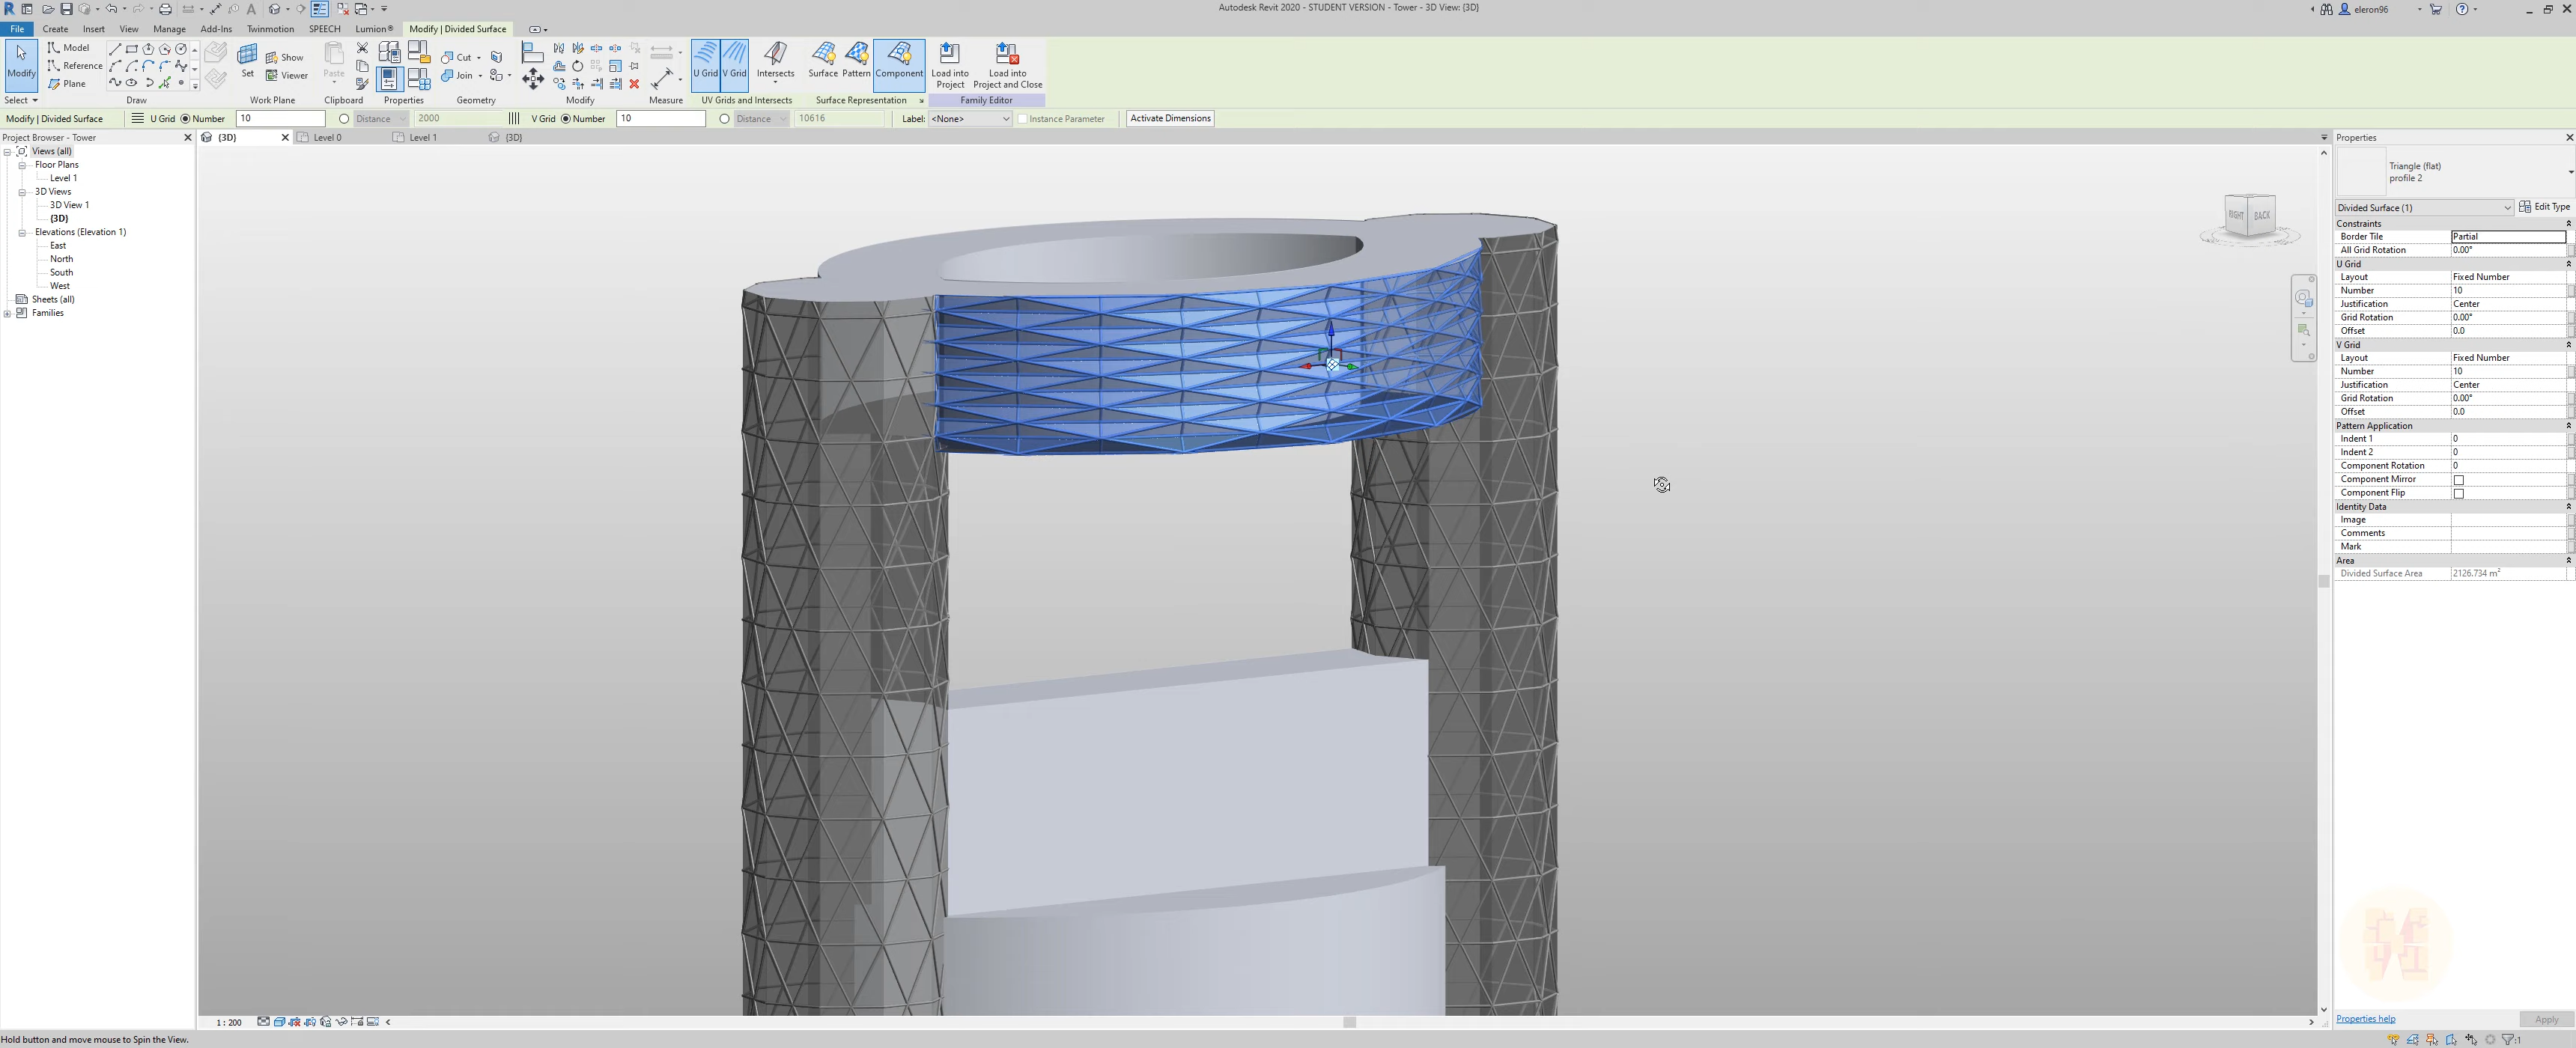 Autodesk Revit 2020 - STUDENT VERSION - Tower - 3D View: {3D}
eleron96
File Create Insert View Manage Add-Ins Twinmotion SPEECH Lumion® Modify | Divided Surface
Modify
Model
Reference
Plane
Set
Show
Viewer
Paste
Cut
Join
U Grid
V Grid
Intersects
Surface
Pattern
Component
Load into Project
Load into Project and Close
Select Draw Work Plane Clipboard Properties Geometry Modify Measure UV Grids and Intersects Surface Representation Family Editor
Modify | Divided Surface U Grid Number 10 Distance 2000 V Grid Number 10 Distance 10616 Label: <None> Instance Parameter Activate Dimensions
Project Browser - Tower
{3D} Level 0 Level 1 {3D}
Views (all)
Floor Plans
Level 1
3D Views
3D View 1
{3D}
Elevations (Elevation 1)
East
North
South
West
Sheets (all)
Families
RIGHT BACK
Properties
Triangle (flat)
profile 2
Divided Surface (1) Edit Type
Constraints
Border Tile Partial
All Grid Rotation 0.00°
U Grid
Layout Fixed Number
Number 10
Justification Center
Grid Rotation 0.00°
Offset 0.0
V Grid
Layout Fixed Number
Number 10
Justification Center
Grid Rotation 0.00°
Offset 0.0
Pattern Application
Indent 1 0
Indent 2 0
Component Rotation 0
Component Mirror
Component Flip
Identity Data
Image
Comments
Mark
Area
Divided Surface Area 2126.734 m²
Properties help Apply
1 : 200
Hold button and move mouse to Spin the View.
:1